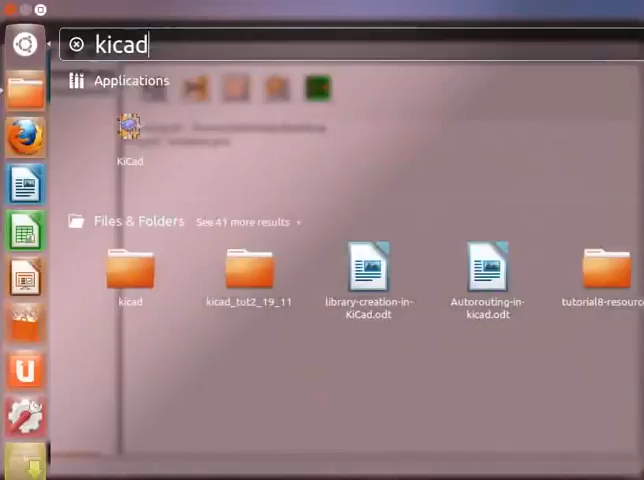 kicad
Applications
KiCad
Files & Folders See 41 more results
kicad
kicad_tut2_19_11
library-creation-in-
KiCad.odt
Autorouting-in-
kicad.odt
tutorial8-resourc